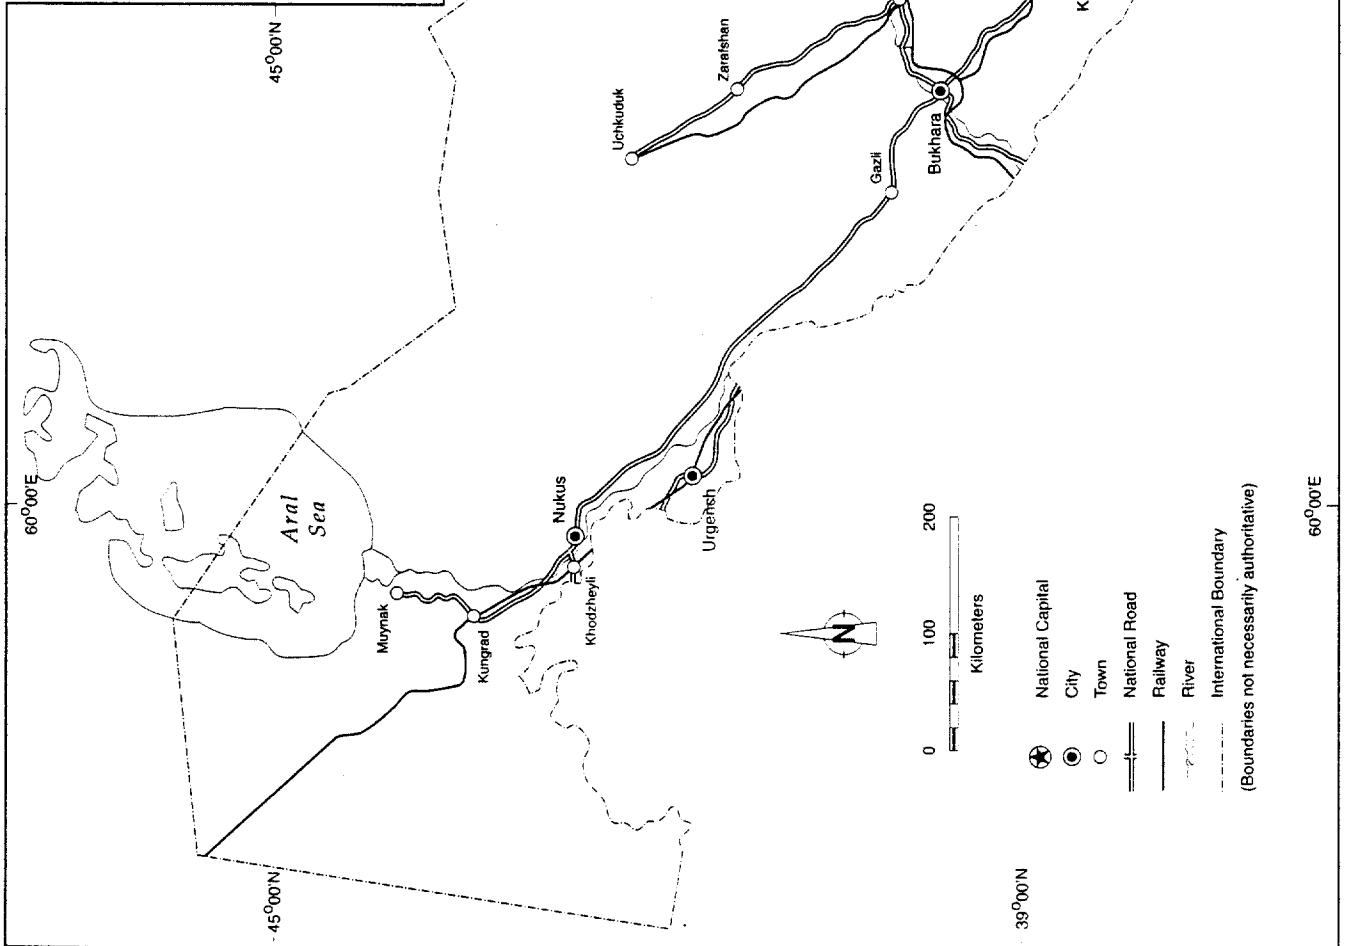 60°00'E
45°00'N
45°00'N
39°00'N
60°00'E
Aral
Sea
Muynak
Kungrad
Khodzheyli
Nukus
Urgensh
Uchkuduk
Zarafshan
Gazli
Bukhara
K
N
0 100 200
Kilometers
National Capital
City
Town
National Road
Railway
River
International Boundary
(Boundaries not necessarily authoritative)